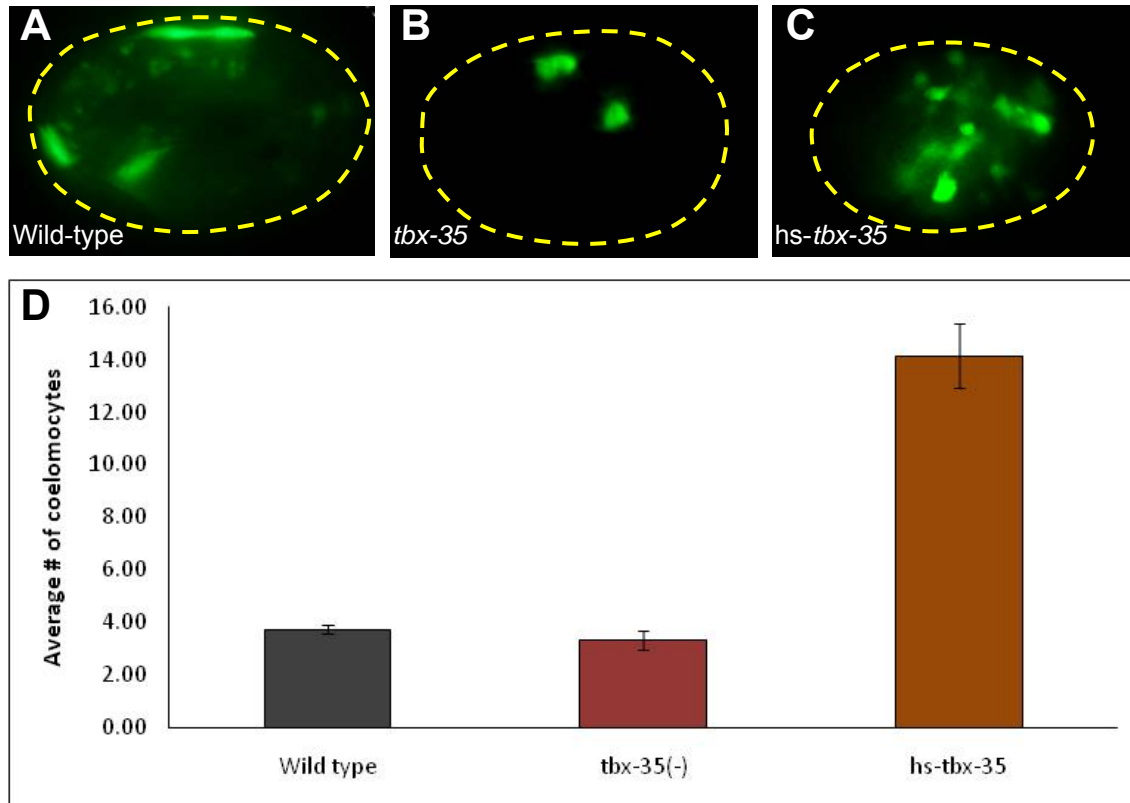 A
B
C
Wild-type
tbx-35
hs-tbx-35
D
16.00
14.00
12.00
10.00
8.00
6.00
4.00
2.00
0.00
Average # of coelomocytes
Wild type
tbx-35(-)
hs-tbx-35